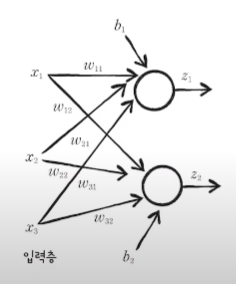 b₁
x₁ w₁₁ z₁
w₁₂
w₂₁
x₂
w₂₂ w₃₁ z₂
x₃ w₃₂
입력층 b₂